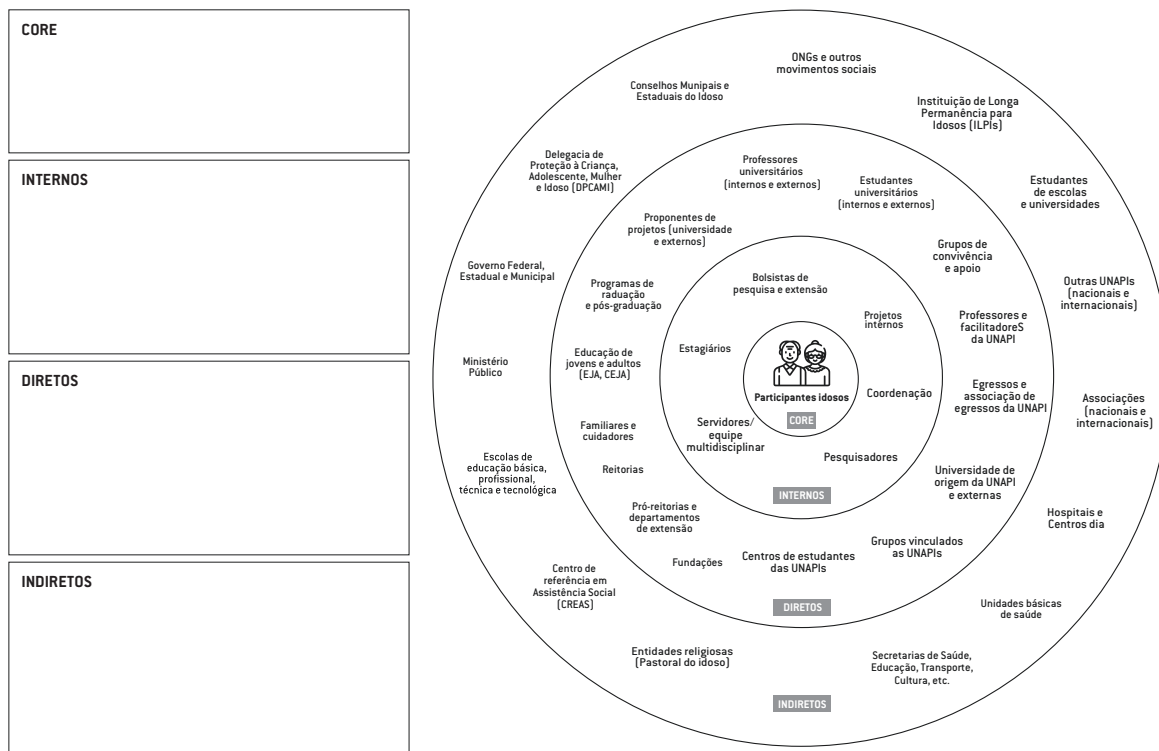 CORE
INTERNOS
DIRETOS
INDIRETOS
ONGs e outros
movimentos sociais
Conselhos Munipais e
Estaduais do Idoso
Instituição de Longa
Permanência para
Idosos (ILPIs)
Delegacia de
Proteção à Criança,
Adolescente, Mulher
e Idoso (DPCAMI)
Estudantes
de escolas
e universidades
Governo Federal,
Estadual e Municipal
Outras UNAPIs
(nacionais e
internacionais)
Ministério
Público
Associações
(nacionais e
internacionais)
Escolas de
educação básica,
profissional,
técnica e tecnológica
Hospitais e
Centros dia
Centro de
referência em
Assistência Social
(CREAS)
Unidades básicas
de saúde
Entidades religiosas
(Pastoral do idoso)
Secretarias de Saúde,
Educação, Transporte,
Cultura, etc.
INDIRETOS
Professores
universitários
(internos e externos)
Estudantes
universitários
(internos e externos)
Proponentes de
projetos (universidade
e externos)
Grupos de
convivência
e apoio
Programas de
raduação e
pós-graduação
Professores e
facilitadoreS
da UNAPI
Educação de
jovens e adultos
(EJA, CEJA)
Egressos e
associação de
egressos da UNAPI
Familiares e
cuidadores
Reitorias
Universidade de
origem da UNAPI
e externas
Pró-reitorias e
departamentos
de extensão
Grupos vinculados
as UNAPIs
Fundações
Centros de estudantes
das UNAPIs
DIRETOS
Bolsistas de
pesquisa e extensão
Projetos
internos
Estagiários
Coordenação
Servidores/
equipe
multidisciplinar
Pesquisadores
INTERNOS
Participantes idosos
CORE